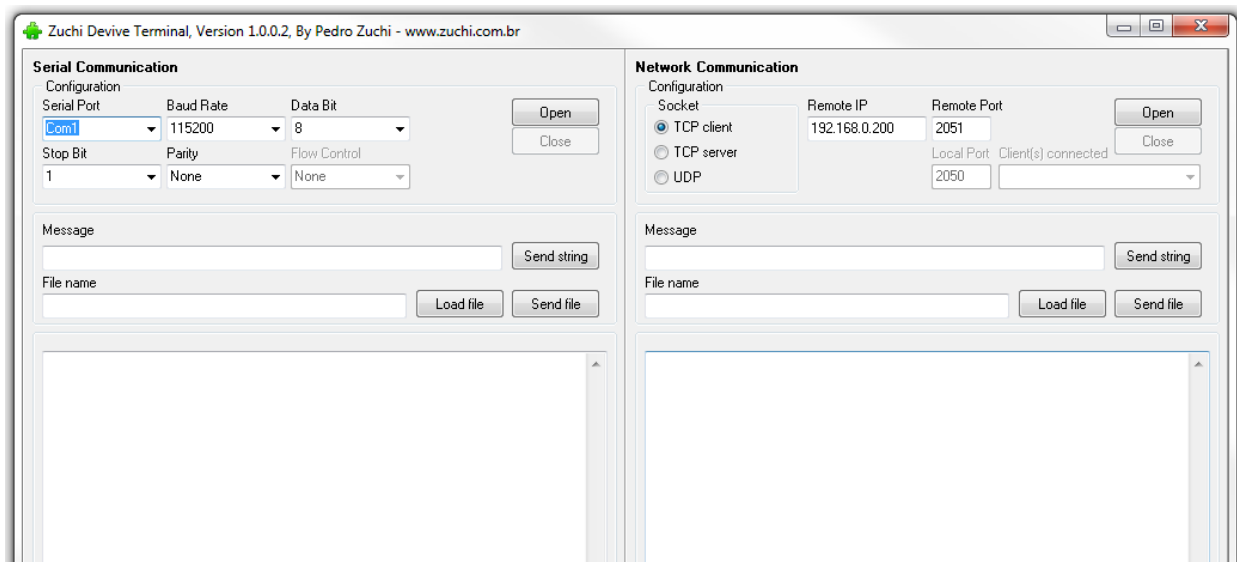 Zuchi Devive Terminal, Version 1.0.0.2, By Pedro Zuchi - www.zuchi.com.br
Serial Communication
Configuration
Serial Port Baud Rate Data Bit
Com1 115200 8
Open
Close
Stop Bit Parity Flow Control
1 None None
Message
Send string
File name
Load file Send file
Network Communication
Configuration
Socket Remote IP Remote Port
TCP client 192.168.0.200 2051
Open
Close
TCP server Local Port Client(s) connected
UDP 2050
Message
Send string
File name
Load file Send file